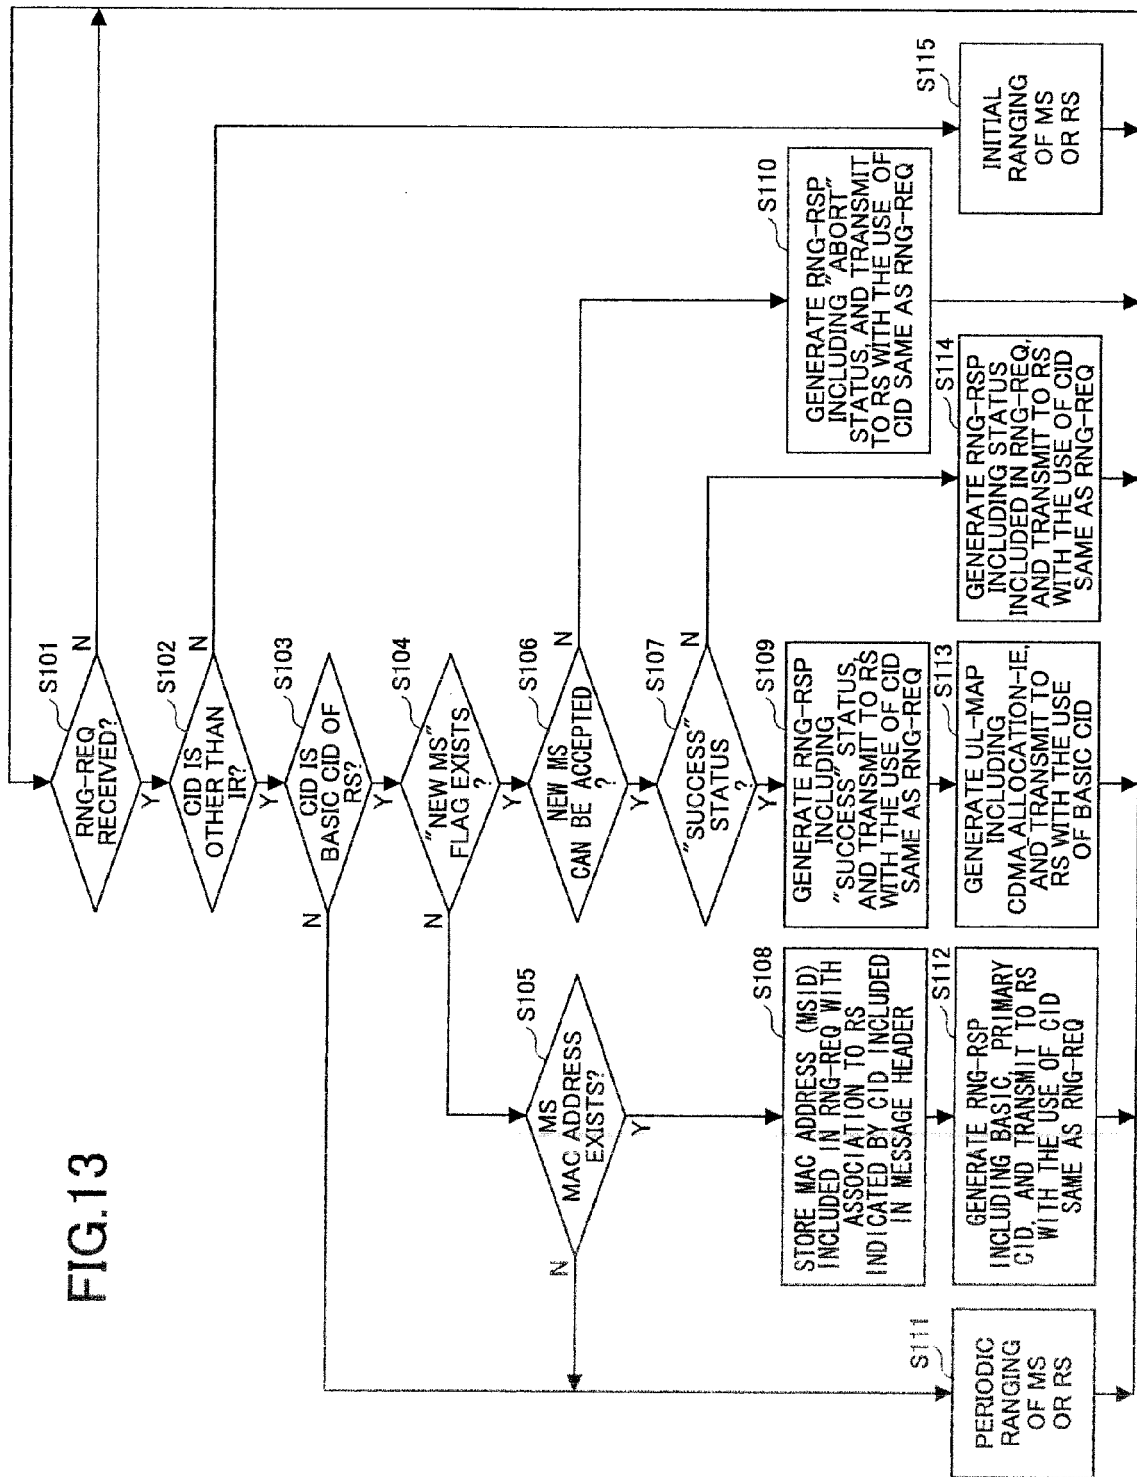 FIG.13
S101
RNG-REQ
RECEIVED?
N
Y
S102
CID IS
OTHER THAN
IR?
N
Y
S103
CID IS
BASIC CID OF
RS?
N
Y
S104
"NEW MS"
FLAG EXISTS
?
N
Y
S105
MS
MAC ADDRESS
EXISTS?
N
Y
S106
NEW MS
CAN BE ACCEPTED
?
N
Y
S107
"SUCCESS"
STATUS
?
N
Y
S108
STORE MAC ADDRESS (MSID)
INCLUDED IN RNG-REQ WITH
ASSOCIATION TO RS
INDICATED BY CID INCLUDED
IN MESSAGE HEADER
S109
GENERATE RNG-RSP
INCLUDING
"SUCCESS" STATUS,
AND TRANSMIT TO RS
WITH THE USE OF CID
SAME AS RNG-REQ
S110
GENERATE RNG-RSP
INCLUDING "ABORT"
STATUS, AND TRANSMIT
TO RS WITH THE USE OF
CID SAME AS RNG-REQ
S111
PERIODIC
RANGING
OF MS
OR RS
S112
GENERATE RNG-RSP
INCLUDING BASIC, PRIMARY
CID, AND TRANSMIT TO RS
WITH THE USE OF CID
SAME AS RNG-REQ
S113
GENERATE UL-MAP
INCLUDING
CDMA ALLOCATION-IE,
AND TRANSMIT TO
RS WITH THE USE
OF BASIC CID
S114
GENERATE RNG-RSP
INCLUDING STATUS
INCLUDED IN RNG-REQ,
AND TRANSMIT TO RS
WITH THE USE OF CID
SAME AS RNG-REQ
S115
INITIAL
RANGING
OF MS
OR RS